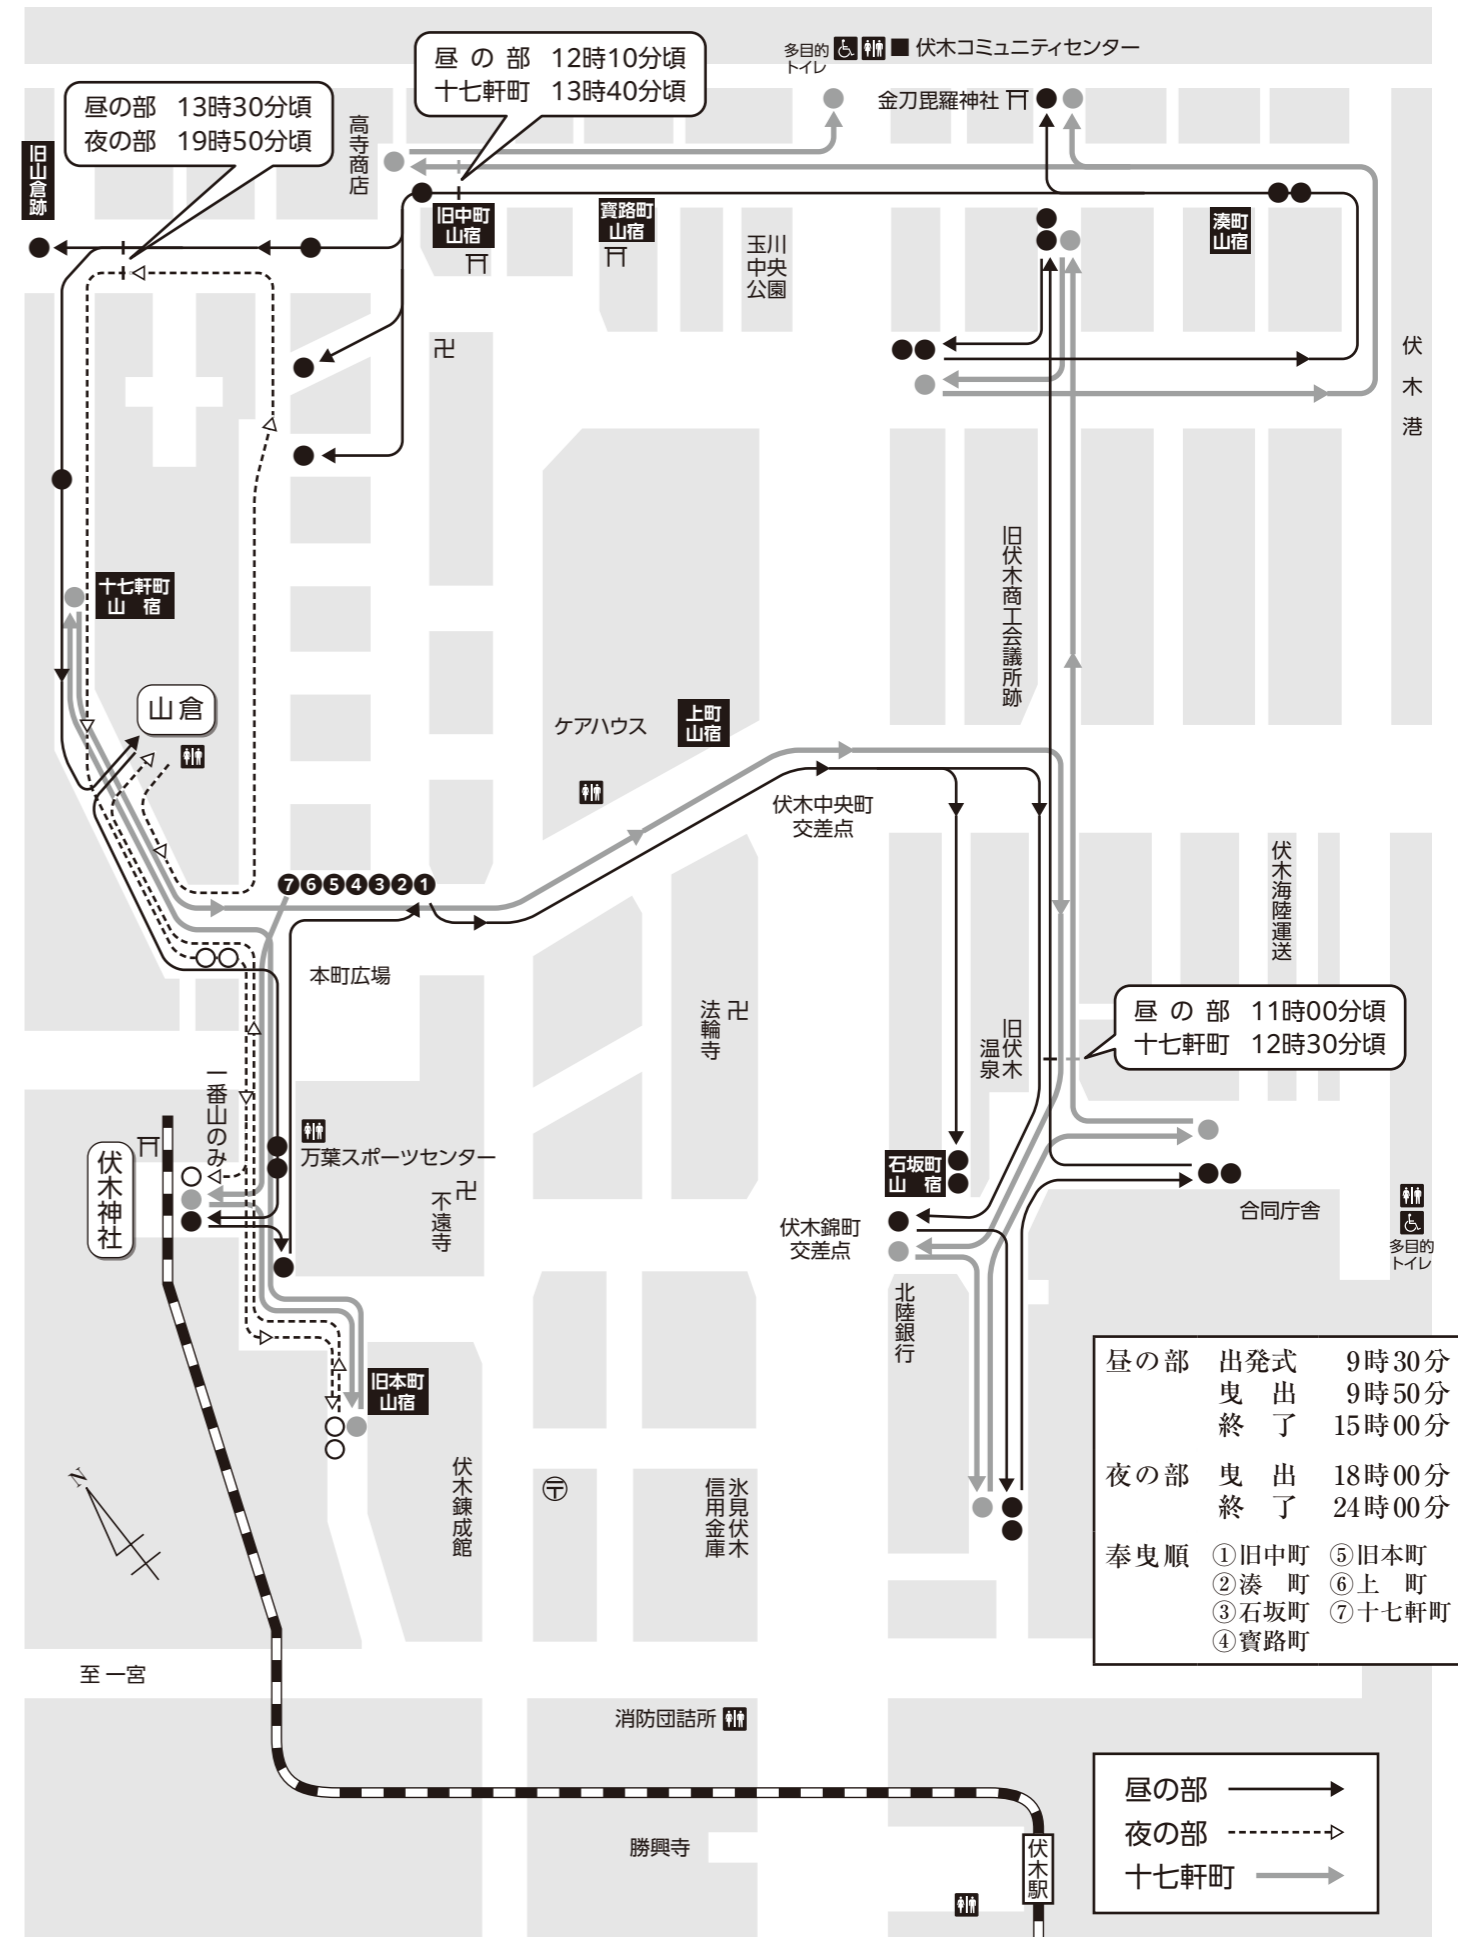 多目的
トイレ
■ 伏木コミュニティセンター
昼の部 12時10分頃
十七軒町 13時40分頃
昼の部 13時30分頃
夜の部 19時50分頃
金刀毘羅神社
高寺商店
旧山倉跡
旧中町
山宿
寳路町
山宿
湊町
山宿
玉川
中央
公園
卍
伏木港
旧伏木商工会議所跡
十七軒町
山宿
山倉
ケアハウス
上町
山宿
伏木中央町
交差点
伏木海陸運送
❼❻❺❹❸❷❶
本町広場
卍
法輪寺
旧伏木
温泉
昼の部 11時00分頃
十七軒町 12時30分頃
一番山のみ
伏木神社
万葉スポーツセンター
卍
不遠寺
石坂町
山宿
伏木錦町
交差点
合同庁舎
多目的
トイレ
北陸銀行
旧本町
山宿
伏木錬成館
〒
氷見伏木
信用金庫
N
昼の部 出発式 9時30分
曳出 9時50分
終了 15時00分
夜の部 曳出 18時00分
終了 24時00分
奉曳順 ①旧中町 ⑤旧本町
②湊町 ⑥上町
③石坂町 ⑦十七軒町
④寳路町
至 一宮
消防団詰所
勝興寺
伏木駅
昼の部
夜の部
十七軒町